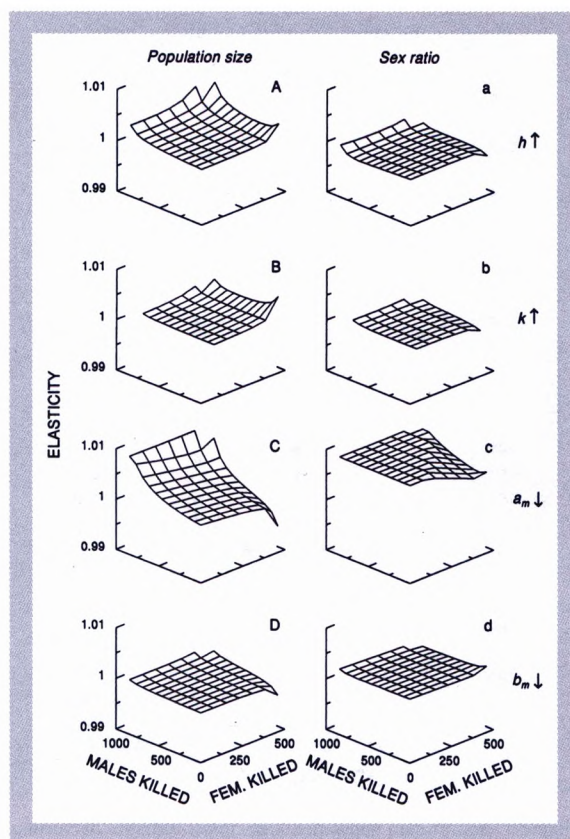 Population size
Sex ratio
1.01
A
a
1
h↑
0.99
1.01
B
b
1
k↑
0.99
ELASTICITY
1.01
C
c
1
a_m↓
0.99
1.01
D
d
1
b_m↓
0.99
1000
500
0
250
500
1000
500
0
250
500
MALES KILLED
FEM. KILLED
MALES KILLED
FEM. KILLED